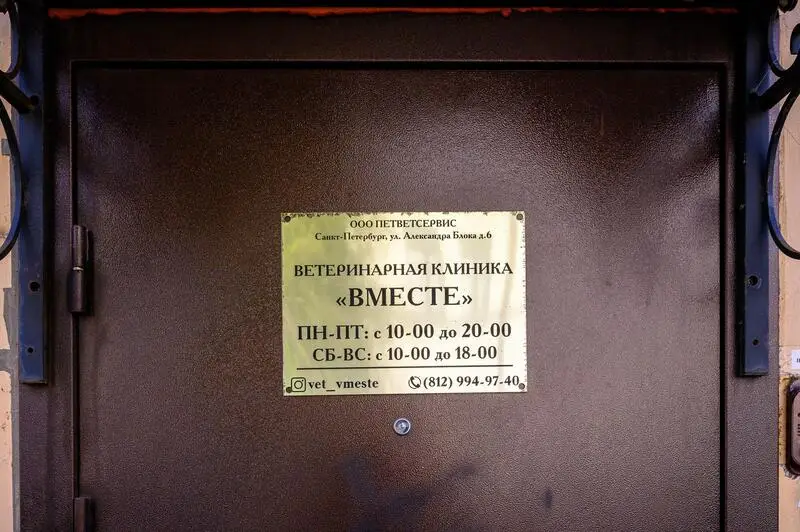 ООО ПЕТВЕТСЕРВИС
Санкт-Петербург, ул. Александра Блока д.6
ВЕТЕРИНАРНАЯ КЛИНИКА
«ВМЕСТЕ»
ПН-ПТ: с 10-00 до 20-00
СБ-ВС: с 10-00 до 18-00
vet_vmeste (812) 994-97-40